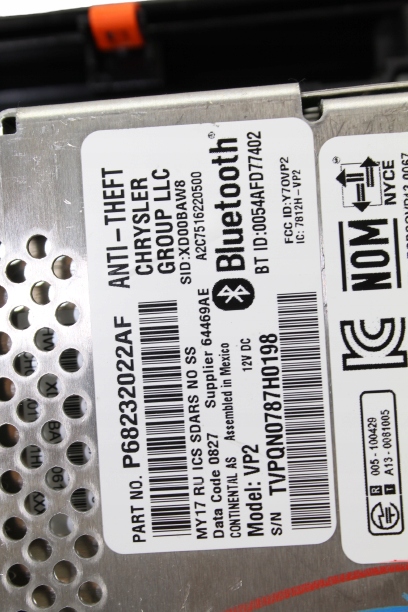 ANTI-THEFT
CHRYSLER
GROUP LLC
SID:XD00BAW8
A2C7516220500
Bluetooth®
BT ID:0054AFD77402
FCC ID:Y7OVP2
IC: 7812H-VP2
PART NO. P68232022AF
MY17 RU ICS SDARS NO SS
Data Code 0827 Supplier 64469AE
CONTINENTAL AS Assembled in Mexico
Model: VP2 12V DC
S/N TVPQN0787H0198
NOM
NYCE
R 005-100429
T A13-0081005